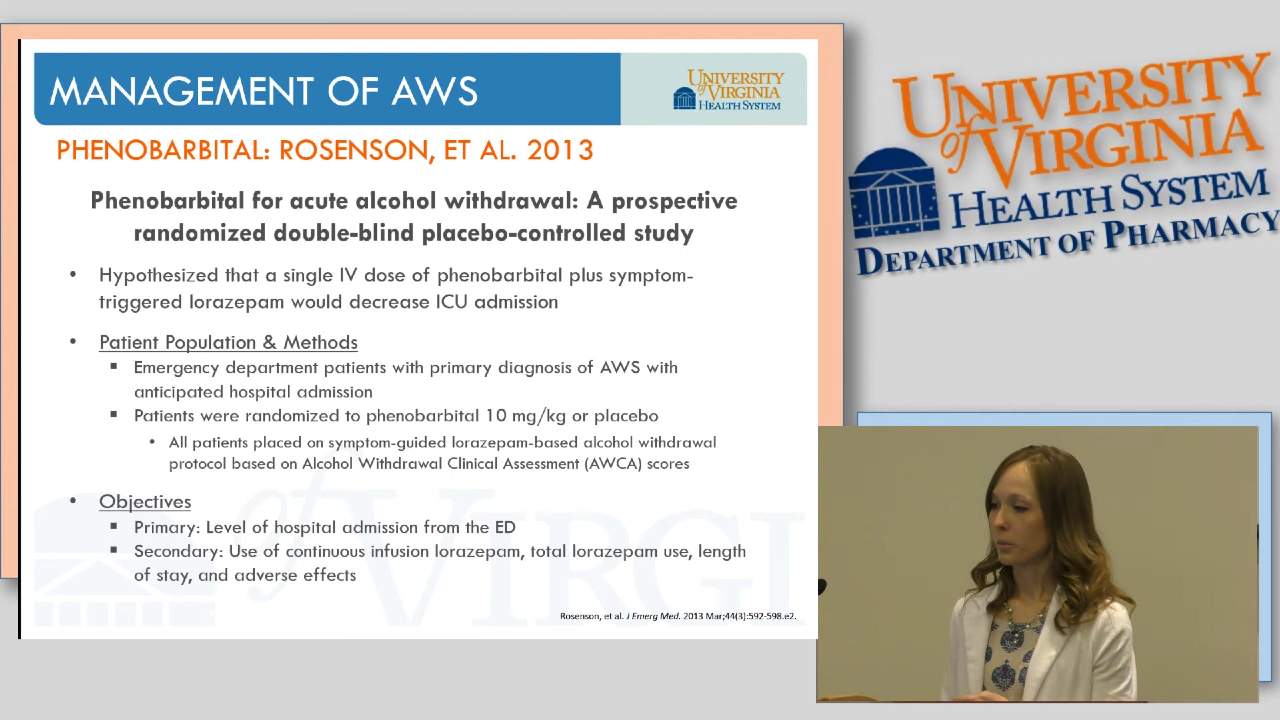 MANAGEMENT OF AWS
UNIVERSITY
of VIRGINIA
HEALTH SYSTEM
PHENOBARBITAL: ROSENSON, ET AL. 2013
Phenobarbital for acute alcohol withdrawal: A prospective
randomized double-blind placebo-controlled study
• Hypothesized that a single IV dose of phenobarbital plus symptom-
triggered lorazepam would decrease ICU admission
• Patient Population & Methods
▪ Emergency department patients with primary diagnosis of AWS with
anticipated hospital admission
▪ Patients were randomized to phenobarbital 10 mg/kg or placebo
• All patients placed on symptom-guided lorazepam-based alcohol withdrawal
protocol based on Alcohol Withdrawal Clinical Assessment (AWCA) scores
• Objectives
▪ Primary: Level of hospital admission from the ED
▪ Secondary: Use of continuous infusion lorazepam, total lorazepam use, length
of stay, and adverse effects
of VIRGI
Rosenson, et al. J Emerg Med. 2013 Mar;44(3):592-598.e2.
UNIVERSITY
of VIRGINIA
HEALTH SYSTEM
DEPARTMENT OF PHARMACY